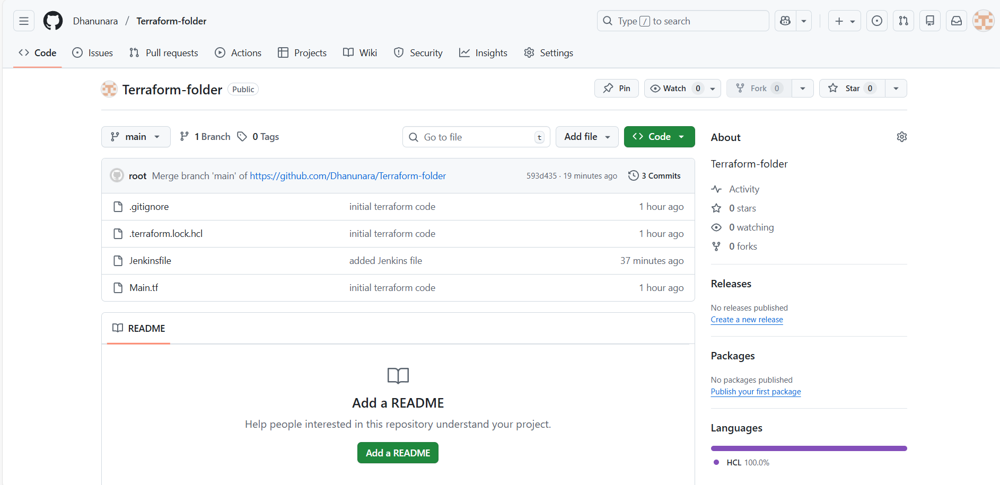 Dhanunara / Terraform-folder
Type / to search
Code Issues Pull requests Actions Projects Wiki Security Insights Settings
Terraform-folder Public
Pin Watch 0 Fork 0 Star 0
main 1 Branch 0 Tags
Go to file t Add file Code
root Merge branch 'main' of https://github.com/Dhanunara/Terraform-folder 593d435 · 19 minutes ago 3 Commits
.gitignore initial terraform code 1 hour ago
.terraform.lock.hcl initial terraform code 1 hour ago
Jenkinsfile added Jenkins file 37 minutes ago
Main.tf initial terraform code 1 hour ago
README
Add a README
Help people interested in this repository understand your project.
Add a README
About
Terraform-folder
Activity
0 stars
0 watching
0 forks
Releases
No releases published
Create a new release
Packages
No packages published
Publish your first package
Languages
HCL 100.0%